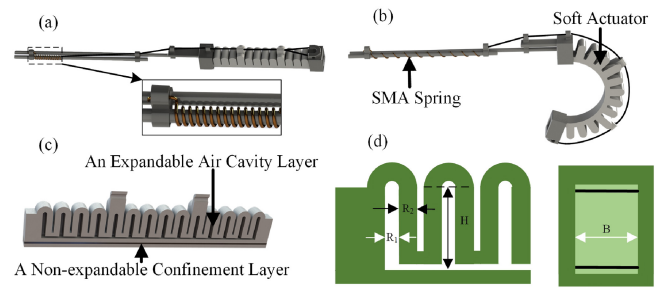 (a)
(b)
Soft Actuator
SMA Spring
(c)
An Expandable Air Cavity Layer
A Non-expandable Confinement Layer
(d)
R₂
H
R₁
B